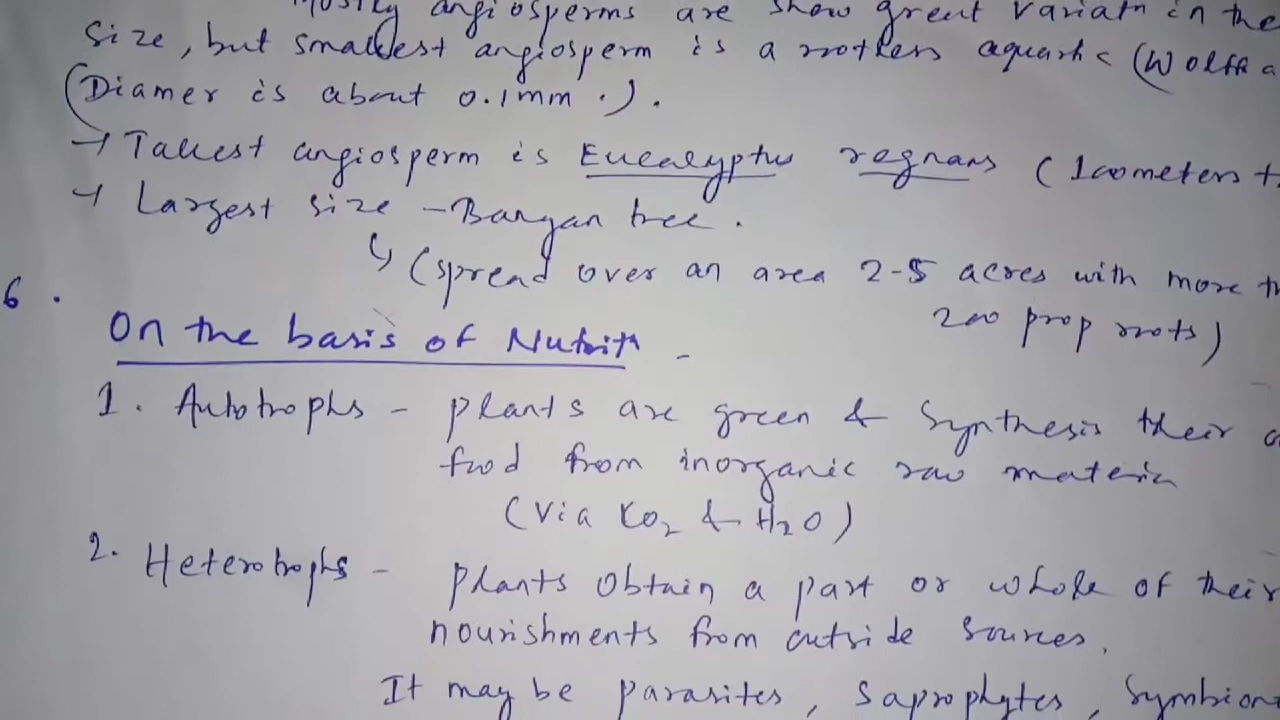 Mostly angiosperms are show great variatn in the
size, but smallest angiosperm is a rootless aquatic (Wolffia
(Diamer is about 0.1mm.).
→ Tallest angiosperm is Eucalyptus regnans (100meters
→ Largest size - Banyan tree.
↳ (spread over an area 2-5 acres with more
200 prop roots)
6. On the basis of Nutritn -
1. Autotrophs - plants are green & Synthesis their
food from inorganic raw materia
(Via CO2 & H2O)
2. Heterotrophs - plants obtain a part or whole of their
nourishments from outside sources.
It may be parasites, saprophytes, Symbion